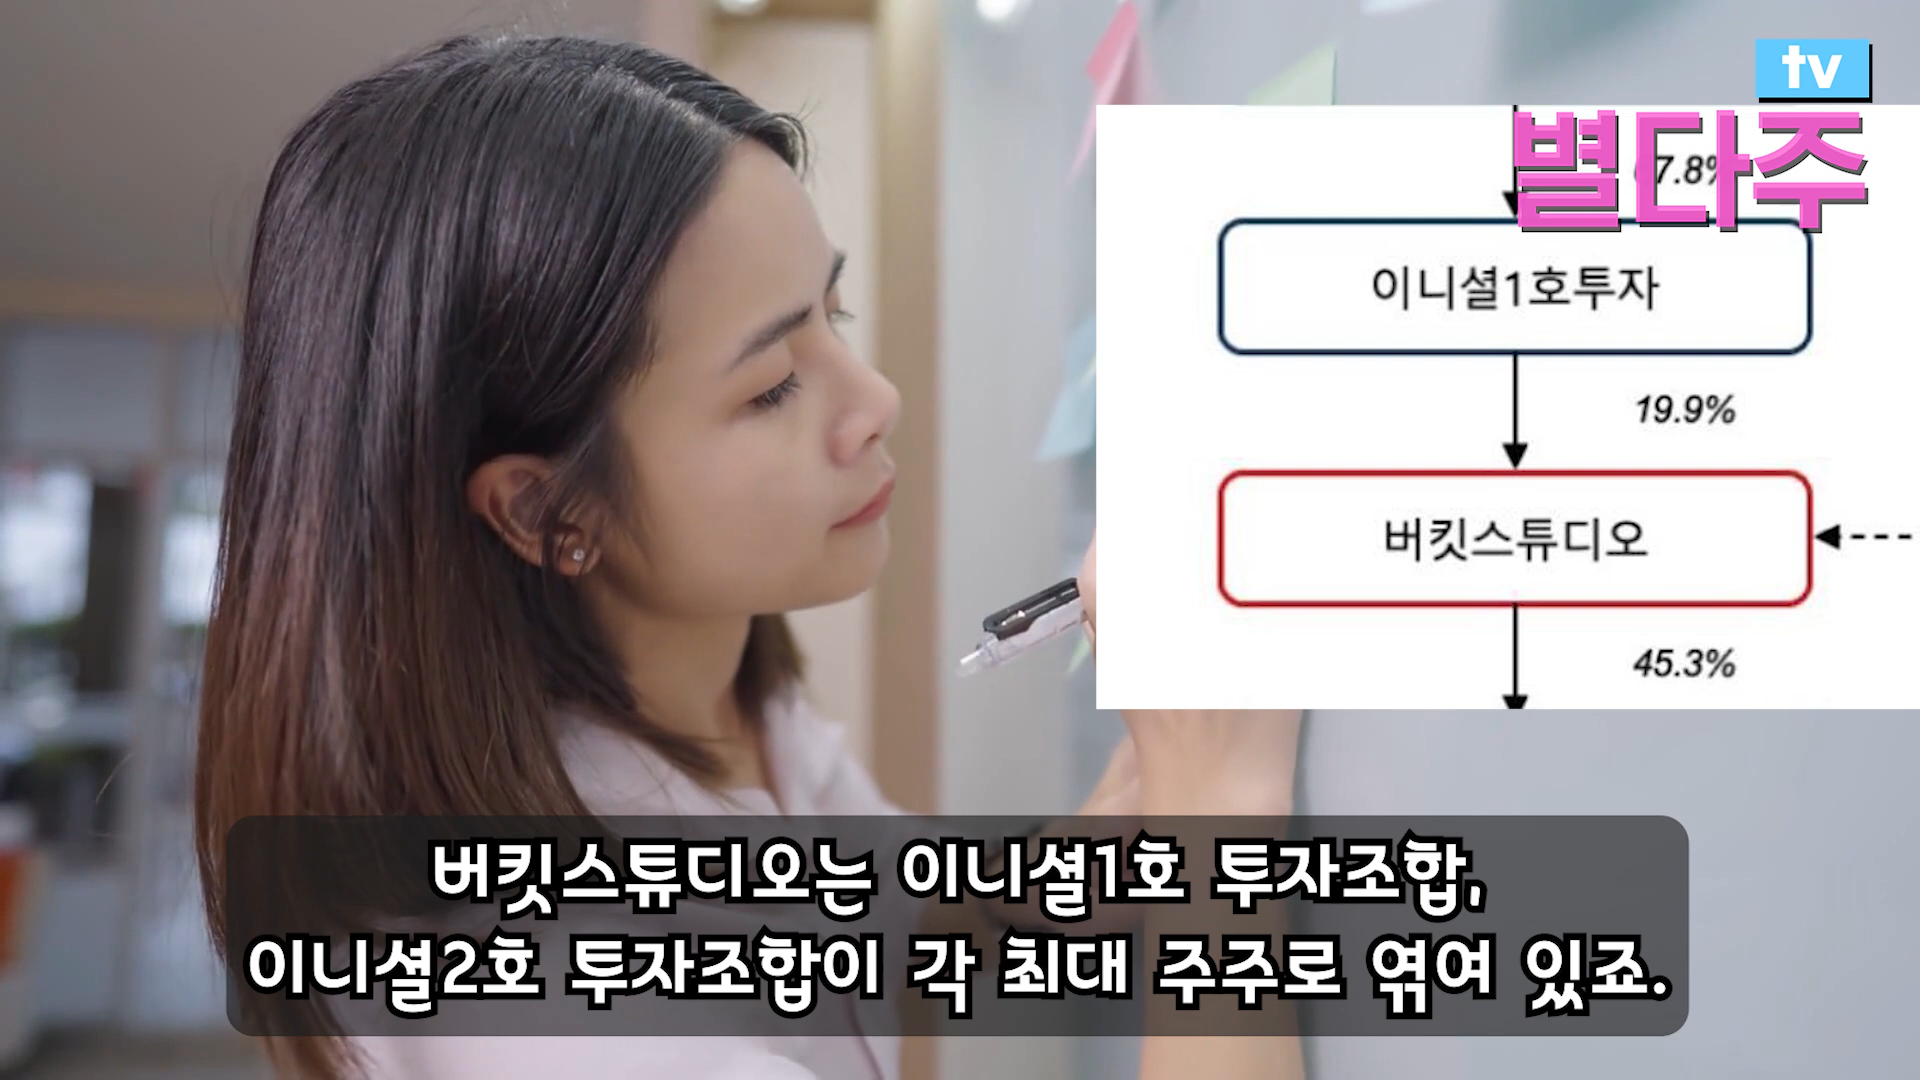 tv
별다주
이니셜1호투자
19.9%
버킷스튜디오
45.3%
버킷스튜디오는 이니셜1호 투자조합,
이니셜2호 투자조합이 각 최대 주주로 엮여 있죠.